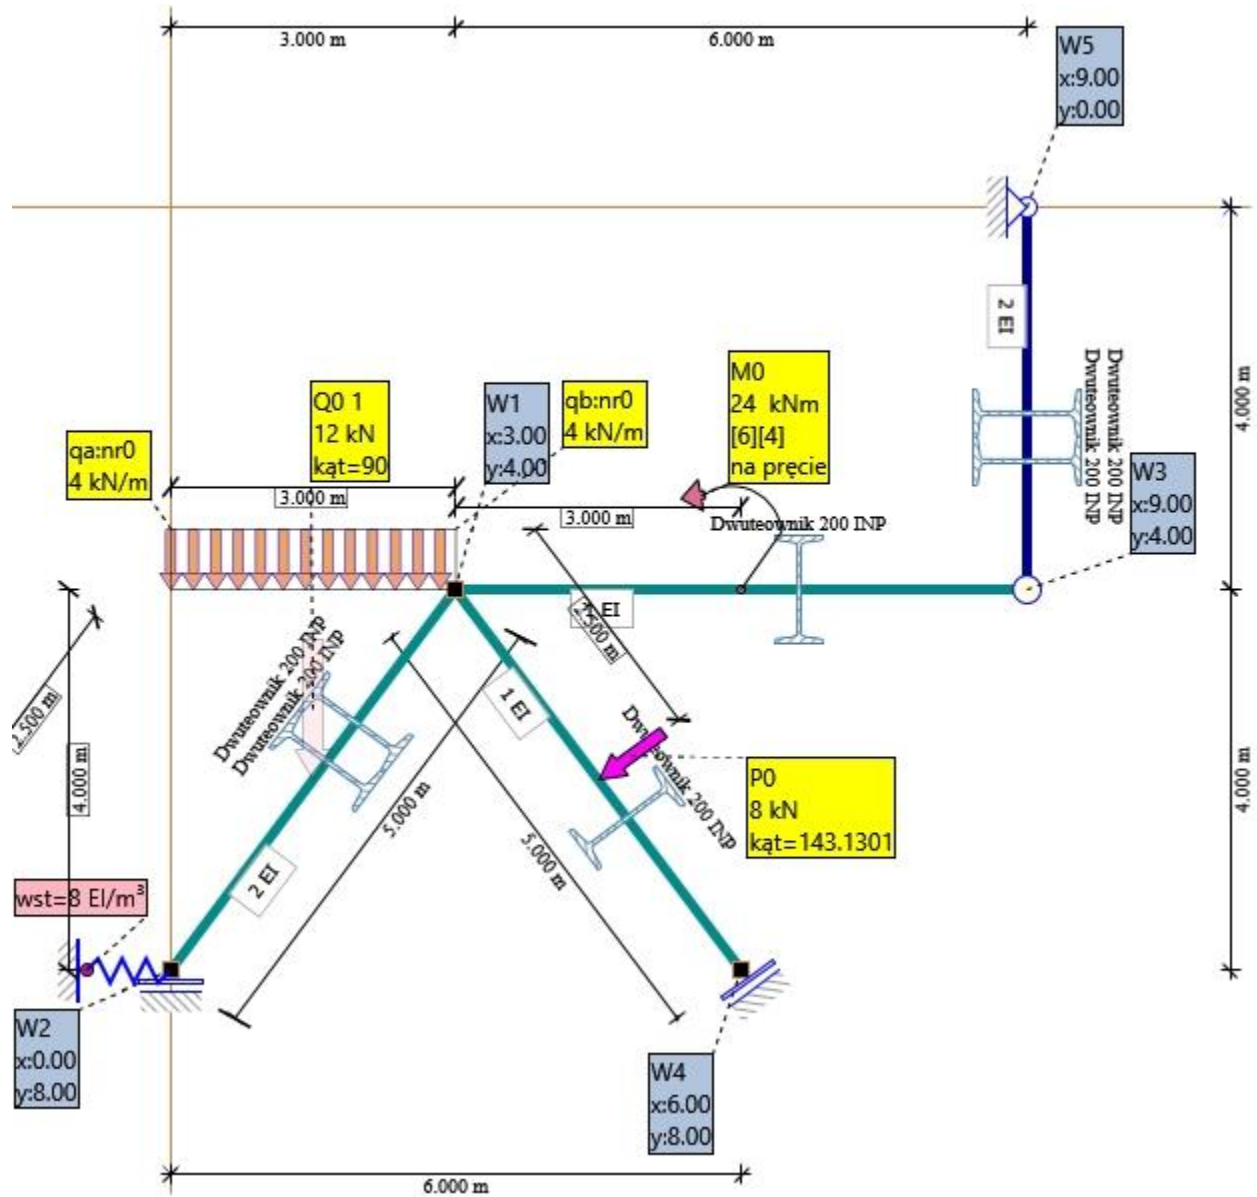 3.000 m
6.000 m
W5
x:9.00
y:0.00
2 EI
4.000 m
Dwuteownik 200 INP
Dwuteownik 200 INP
M0
24 kNm
[6][4]
na pręcie
Q0 1
12 kN
kąt=90
W1
x:3.00
y:4.00
qb:nr0
4 kN/m
qa:nr0
4 kN/m
3.000 m
3.000 m
Dwuteownik 200 INP
W3
x:9.00
y:4.00
EI
2.500 m
2.500 m
4.000 m
Dwuteownik 200 INP
Dwuteownik 200 INP
1 EI
Dwuteownik 200 INP
P0
8 kN
kąt=143.1301
4.000 m
5.000 m
5.000 m
2 EI
wst=8 EI/m³
W2
x:0.00
y:8.00
W4
x:6.00
y:8.00
6.000 m